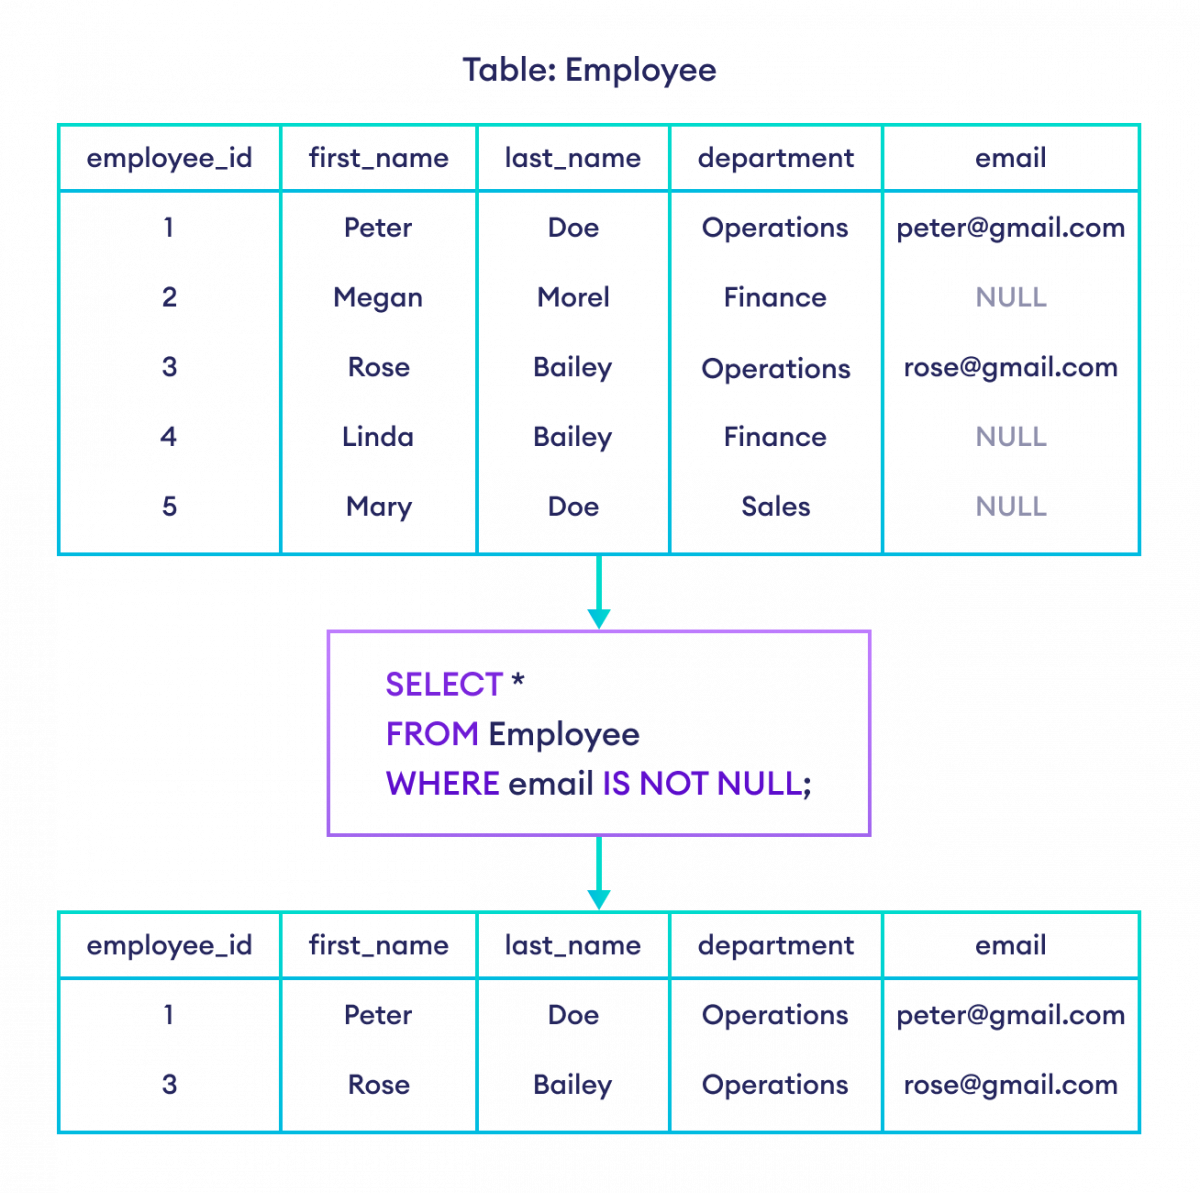 Table: Employee
employee_id first_name last_name department email
1 Peter Doe Operations peter@gmail.com
2 Megan Morel Finance NULL
3 Rose Bailey Operations rose@gmail.com
4 Linda Bailey Finance NULL
5 Mary Doe Sales NULL
SELECT *
FROM Employee
WHERE email IS NOT NULL;
employee_id first_name last_name department email
1 Peter Doe Operations peter@gmail.com
3 Rose Bailey Operations rose@gmail.com